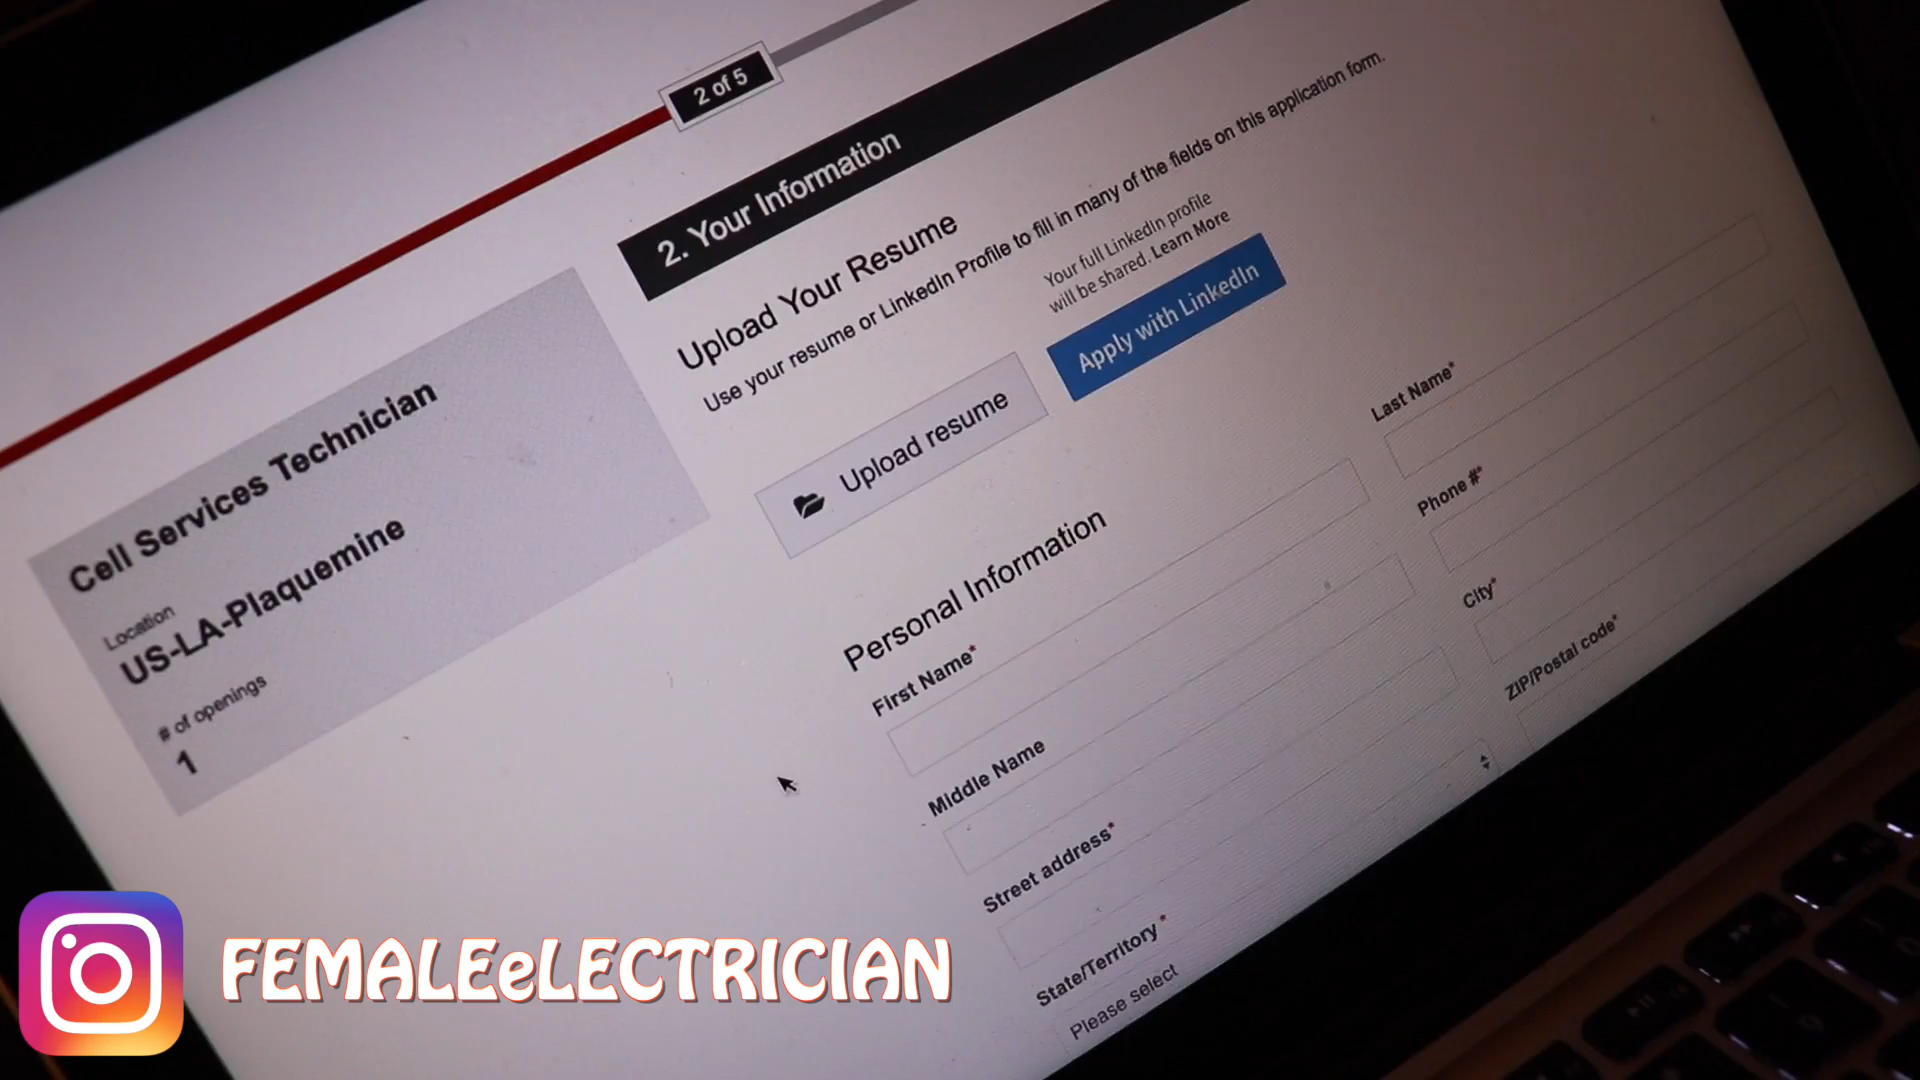 2 of 5
2. Your Information
Upload Your Resume
Use your resume or LinkedIn Profile to fill in many of the fields on this application form.
Your full LinkedIn profile
will be shared. Learn More
Upload resume
Apply with LinkedIn
Cell Services Technician
Location
US-LA-Plaquemine
# of openings
1
Personal Information
First Name*
Last Name*
Middle Name
Phone #*
Street address*
City*
State/Territory *
ZIP/Postal code*
Please select
FEMALEeLECTRICIAN